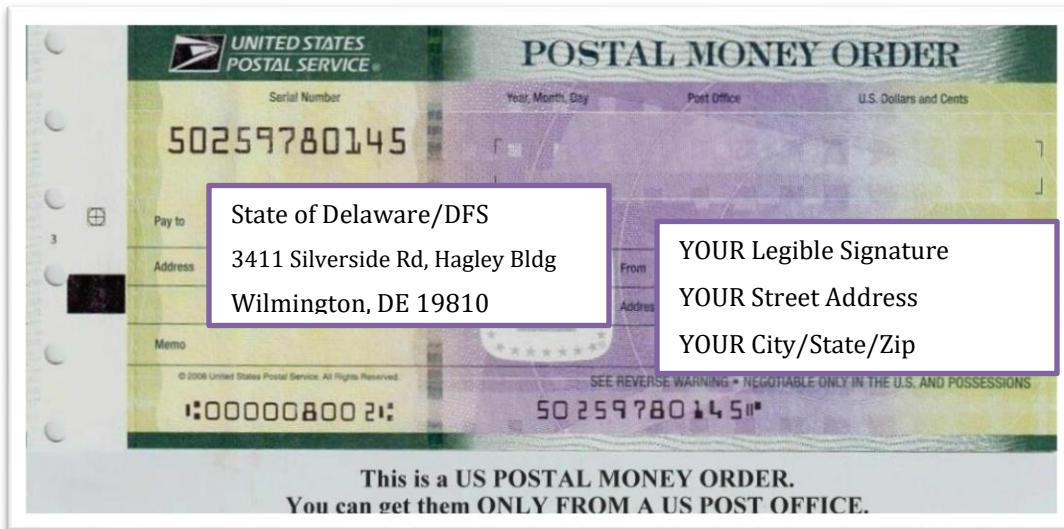 UNITED STATES
POSTAL SERVICE®
POSTAL MONEY ORDER
Serial Number
Year, Month, Day
Post Office
U.S. Dollars and Cents
50259780145
Pay to
State of Delaware/DFS
3411 Silverside Rd, Hagley Bldg
Wilmington, DE 19810
Address
From
YOUR Legible Signature
YOUR Street Address
YOUR City/State/Zip
3
Memo
© 2008 United States Postal Service. All Rights Reserved.
SEE REVERSE WARNING • NEGOTIABLE ONLY IN THE U.S. AND POSSESSIONS
⑆000008002⑆
50259780145⑈
This is a US POSTAL MONEY ORDER.
You can get them ONLY FROM A US POST OFFICE.